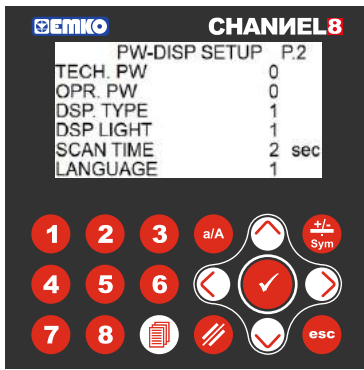 EMKO CHANNEL8
PW-DISP SETUP P.2
TECH. PW 0
OPR. PW 0
DSP. TYPE 1
DSP LIGHT 1
SCAN TIME 2 sec
LANGUAGE 1
1 2 3 a/A +/- Sym
4 5 6
7 8 esc